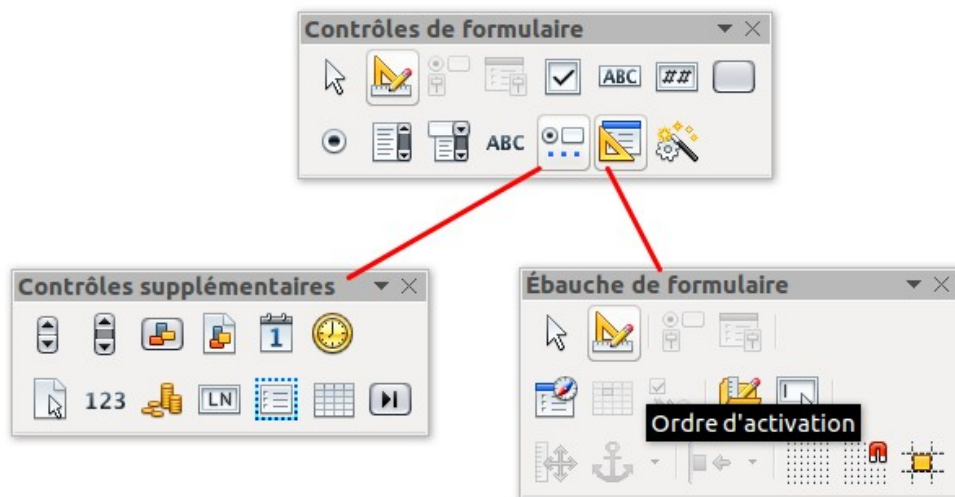 Contrôles de formulaire
ABC ##
ABC
Contrôles supplémentaires
1
123 LN
Ébauche de formulaire
Ordre d'activation